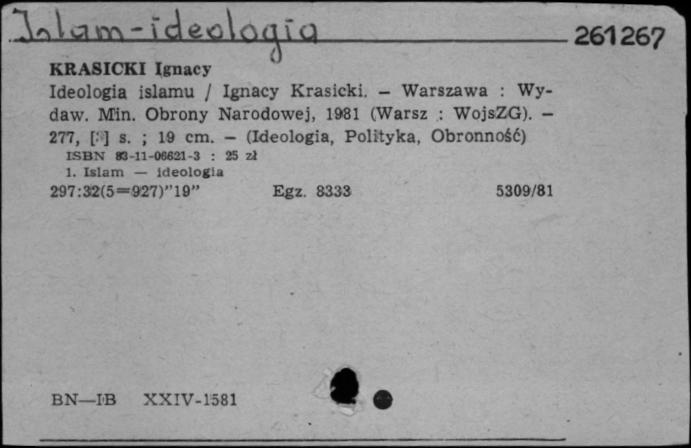 Islam-ideologia
261267
KRASICKI Ignacy
Ideologia islamu / Ignacy Krasicki. — Warszawa : Wy-
daw. Min. Obrony Narodowej, 1981 (Warsz : WojsZG). —
277, [3] s. ; 19 cm. — (Ideologia, Polityka, Obronność)
ISBN 83-11-06621-3 : 25 zł
1. Islam — ideologia
297:32(5=927)"19" Egz. 8333 5309/81
BN—IB XXIV-1581